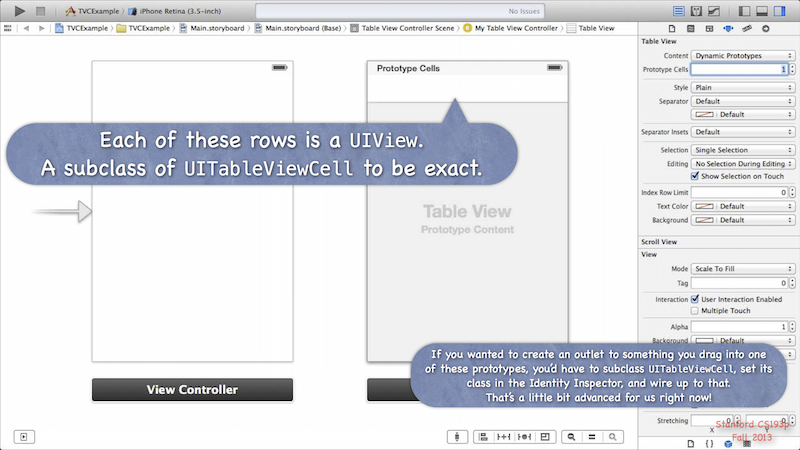 TVCExample
iPhone Retina (3.5-inch)
No Issues
TVCExample
TVCExample
Main.storyboard
Main.storyboard (Base)
Table View Controller Scene
My Table View Controller
Table View
Prototype Cells
Each of these rows is a UIView.
A subclass of UITableViewCell to be exact.
Table View
Prototype Content
If you wanted to create an outlet to something you drag into one
of these prototypes, you'd have to subclass UITableViewCell, set its
class in the Identity Inspector, and wire up to that.
That's a little bit advanced for us right now!
View Controller
Table View
Content Dynamic Prototypes
Prototype Cells 1
Style Plain
Separator Default
Default
Separator Insets Default
Selection Single Selection
Editing No Selection During Editing
Show Selection on Touch
Index Row Limit 0
Text Color Default
Background Default
Scroll View
View
Mode Scale To Fill
Tag 0
Interaction User Interaction Enabled
Multiple Touch
Alpha 1
Background Default
Stretching 0 0
X Y
Stanford CS193p
Fall 2013